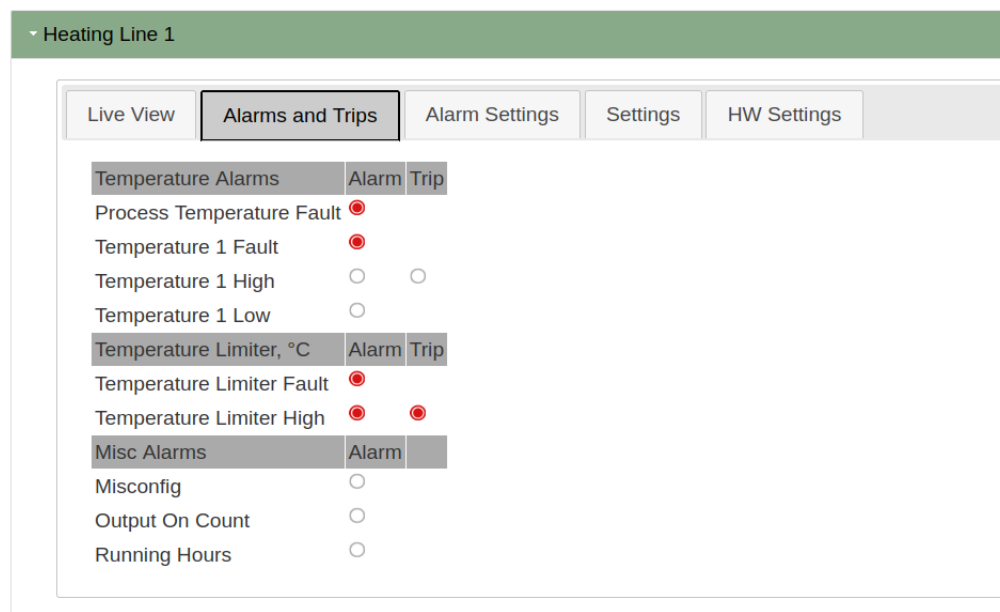 Heating Line 1
Live View Alarms and Trips Alarm Settings Settings HW Settings
Temperature Alarms Alarm Trip
Process Temperature Fault
Temperature 1 Fault
Temperature 1 High
Temperature 1 Low
Temperature Limiter, °C Alarm Trip
Temperature Limiter Fault
Temperature Limiter High
Misc Alarms Alarm
Misconfig
Output On Count
Running Hours